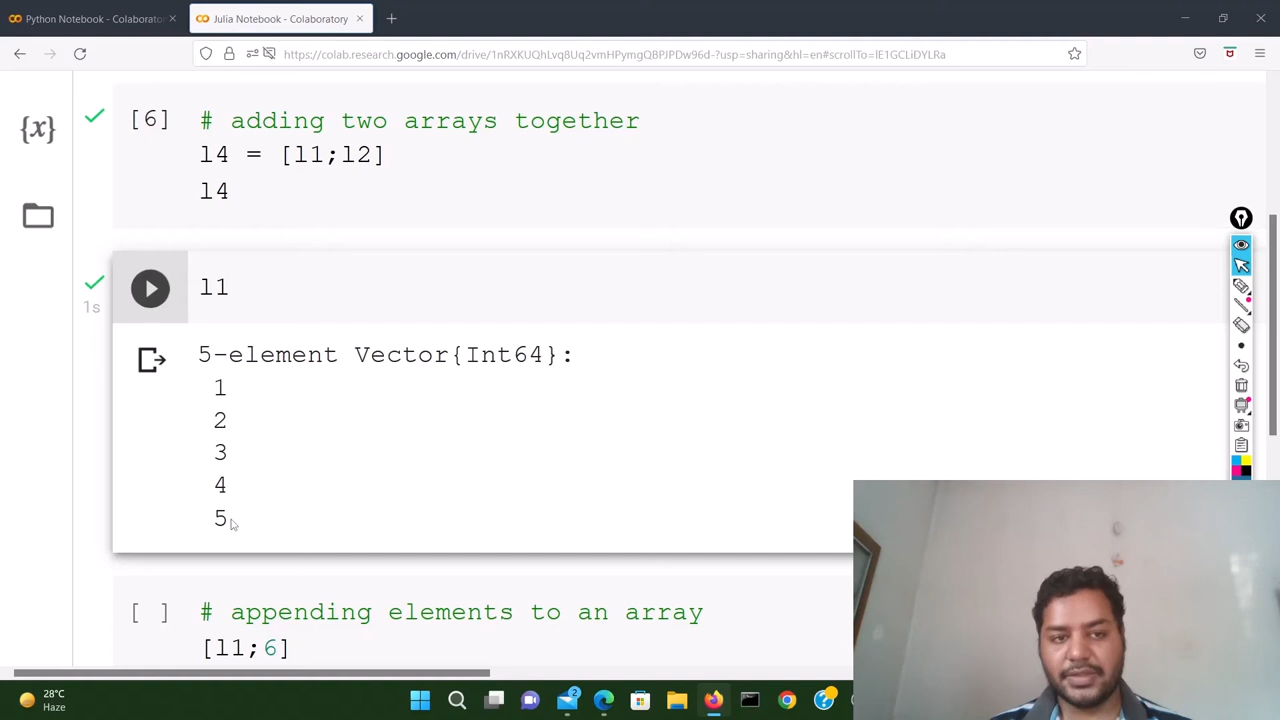 Python Notebook - Colaborato
Julia Notebook - Colaboratory
https://colab.research.google.com/drive/1nRXKUQhLvq8Uq2vmHPymgQBPJPDw96d-?usp=sharing&hl=en#scrollTo=lE1GCLiDYLRa
{x}
[6] # adding two arrays together
l4 = [l1;l2]
l4
l1
1s
5-element Vector{Int64}:
1
2
3
4
5
[ ] # appending elements to an array
[l1;6]
28°C
Haze
2